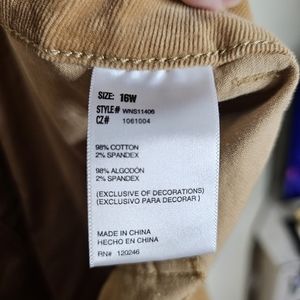 SIZE: 16W
STYLE# WNS11406
CZ# 1061004
98% COTTON
2% SPANDEX
98% ALGODÓN
2% SPANDEX
(EXCLUSIVE OF DECORATIONS)
(EXCLUSIVO PARA DECORAR )
MADE IN CHINA
HECHO EN CHINA
RN# 120246